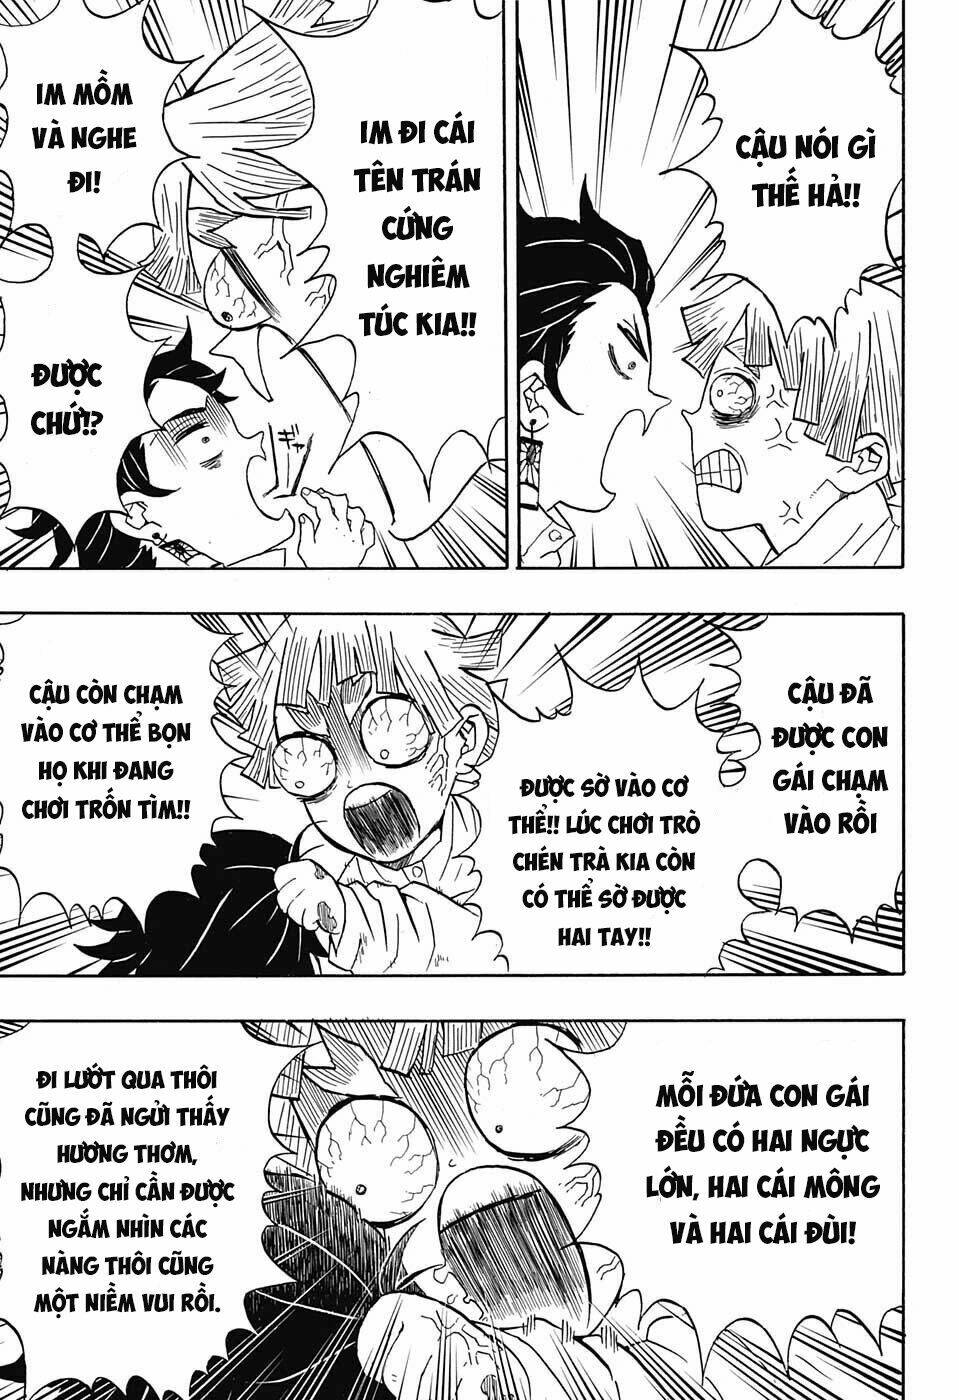 CẬU NÓI GÌ
THẾ HẢ!!
IM ĐI CÁI
TÊN TRÁN
CỨNG
NGHIÊM
TÚC KIA!!
IM MỒM
VÀ NGHE
ĐI!
ĐƯỢC
CHỨ!?
ギャ
CẬU ĐÃ
ĐƯỢC CON
GÁI CHẠM
VÀO RỒI
ĐƯỢC SỜ VÀO CƠ
THỂ!! LÚC CHƠI TRÒ
CHÉN TRÀ KIA CÒN
CÓ THỂ SỜ ĐƯỢC
HAI TAY!!
CẬU CÒN CHẠM
VÀO CƠ THỂ BỌN
HỌ KHI ĐANG
CHƠI TRỐN TÌM!!
MỖI ĐỨA CON GÁI
ĐỀU CÓ HAI NGỰC
LỚN, HAI CÁI MÔNG
VÀ HAI CÁI ĐÙI!
ĐI LƯỚT QUA THÔI
CŨNG ĐÃ NGỬI THẤY
HƯƠNG THƠM,
NHƯNG CHỈ CẦN ĐƯỢC
NGẮM NHÌN CÁC
NÀNG THÔI CŨNG
MỘT NIỀM VUI RỒI.